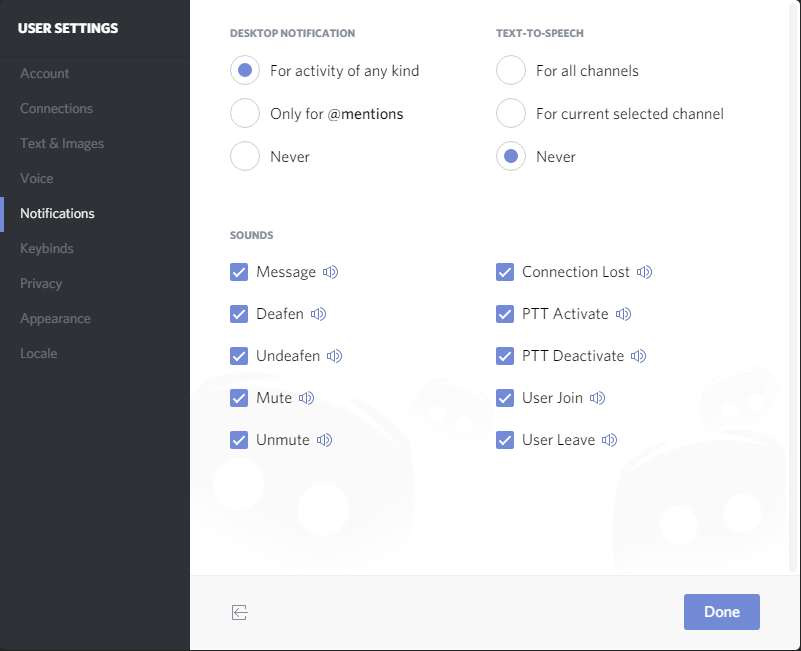 USER SETTINGS
Account
Connections
Text & Images
Voice
Notifications
Keybinds
Privacy
Appearance
Locale
DESKTOP NOTIFICATION
For activity of any kind
Only for @mentions
Never
TEXT-TO-SPEECH
For all channels
For current selected channel
Never
SOUNDS
Message
Deafen
Undeafen
Mute
Unmute
Connection Lost
PTT Activate
PTT Deactivate
User Join
User Leave
Done